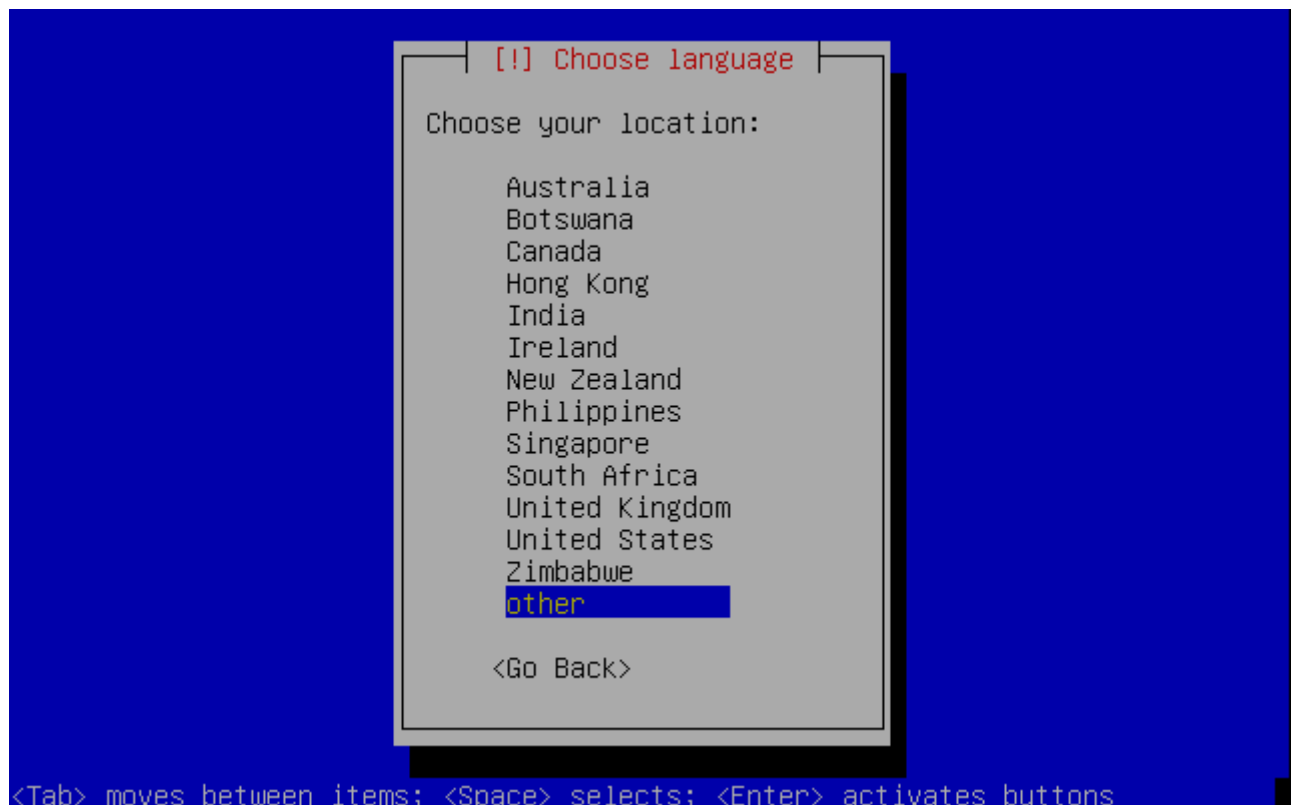 [!] Choose language
Choose your location:
Australia
Botswana
Canada
Hong Kong
India
Ireland
New Zealand
Philippines
Singapore
South Africa
United Kingdom
United States
Zimbabwe
other
<Go Back>
<Tab> moves between items; <Space> selects; <Enter> activates buttons